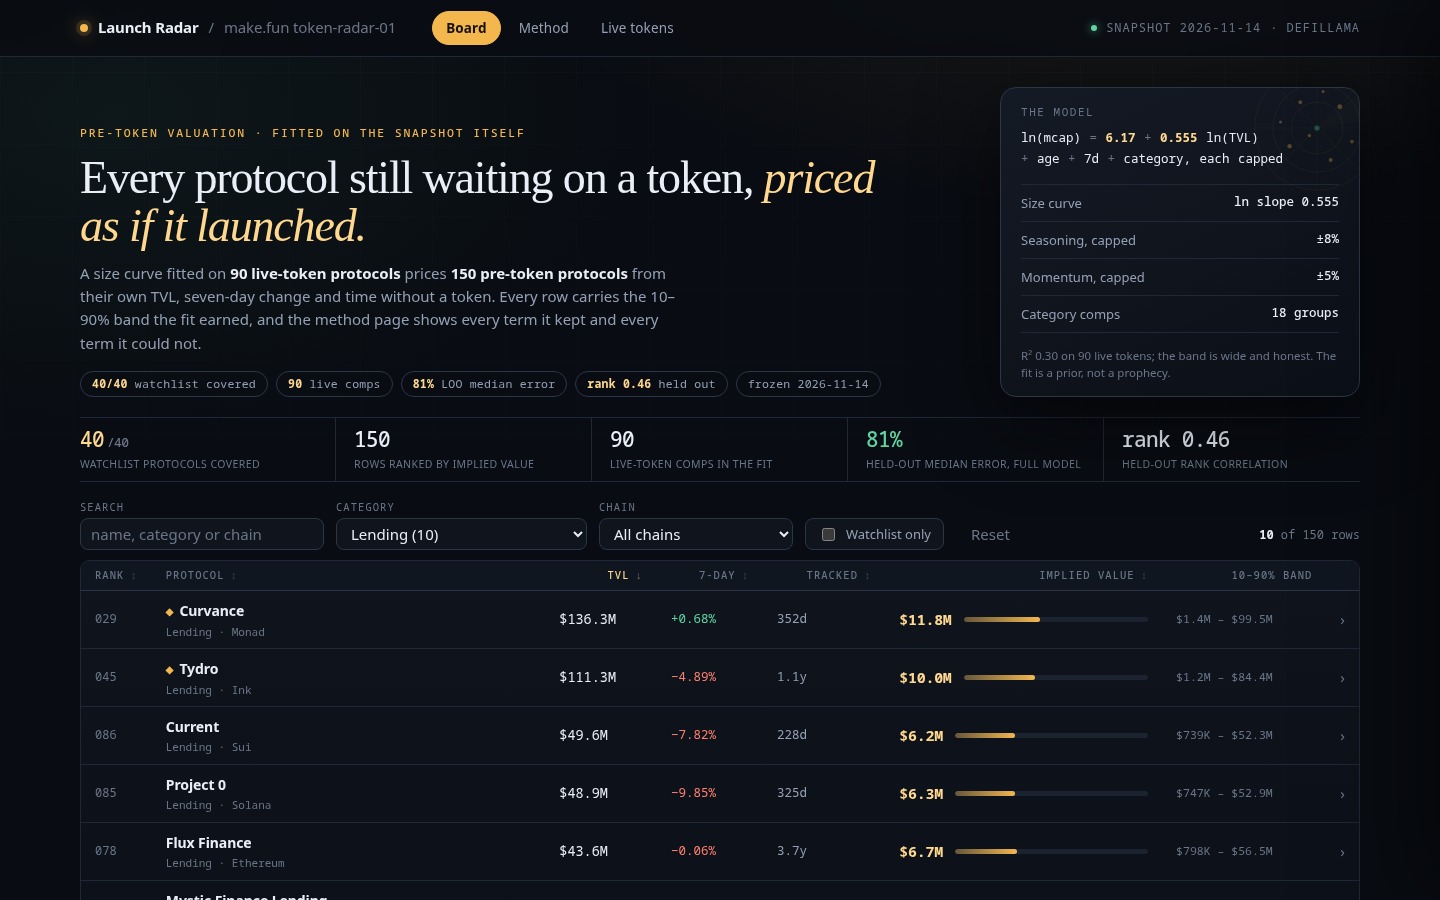 Launch Radar / make.fun token-radar-01 Board Method Live tokens SNAPSHOT 2026-11-14 · DEFILLAMA
PRE-TOKEN VALUATION · FITTED ON THE SNAPSHOT ITSELF
Every protocol still waiting on a token, priced
as if it launched.
A size curve fitted on 90 live-token protocols prices 150 pre-token protocols from
their own TVL, seven-day change and time without a token. Every row carries the 10–
90% band the fit earned, and the method page shows every term it kept and every
term it could not.
40/40 watchlist covered 90 live comps 81% LOO median error rank 0.46 held out frozen 2026-11-14
THE MODEL
ln(mcap) = 6.17 + 0.555 ln(TVL)
+ age + 7d + category, each capped
Size curve ln slope 0.555
Seasoning, capped ±8%
Momentum, capped ±5%
Category comps 18 groups
R² 0.30 on 90 live tokens; the band is wide and honest. The
fit is a prior, not a prophecy.
40 /40 150 90 81% rank 0.46
WATCHLIST PROTOCOLS COVERED ROWS RANKED BY IMPLIED VALUE LIVE-TOKEN COMPS IN THE FIT HELD-OUT MEDIAN ERROR, FULL MODEL HELD-OUT RANK CORRELATION
SEARCH CATEGORY CHAIN
name, category or chain Lending (10) All chains Watchlist only Reset 10 of 150 rows
RANK ↕ PROTOCOL ↕ TVL ↓ 7-DAY ↕ TRACKED ↕ IMPLIED VALUE ↕ 10–90% BAND
029 ◆ Curvance $136.3M +0.68% 352d $11.8M $1.4M – $99.5M ›
Lending · Monad
045 ◆ Tydro $111.3M −4.89% 1.1y $10.0M $1.2M – $84.4M ›
Lending · Ink
086 Current $49.6M −7.82% 228d $6.2M $739K – $52.3M ›
Lending · Sui
085 Project 0 $48.9M −9.85% 325d $6.3M $747K – $52.9M ›
Lending · Solana
078 Flux Finance $43.6M −0.06% 3.7y $6.7M $798K – $56.5M ›
Lending · Ethereum
Mystic Finance Lending